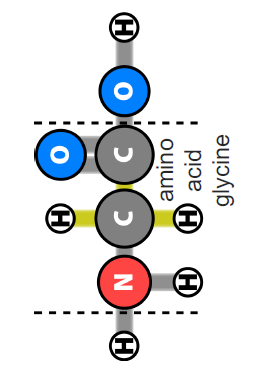 H O
H N C C O H
H H
amino
acid
glycine